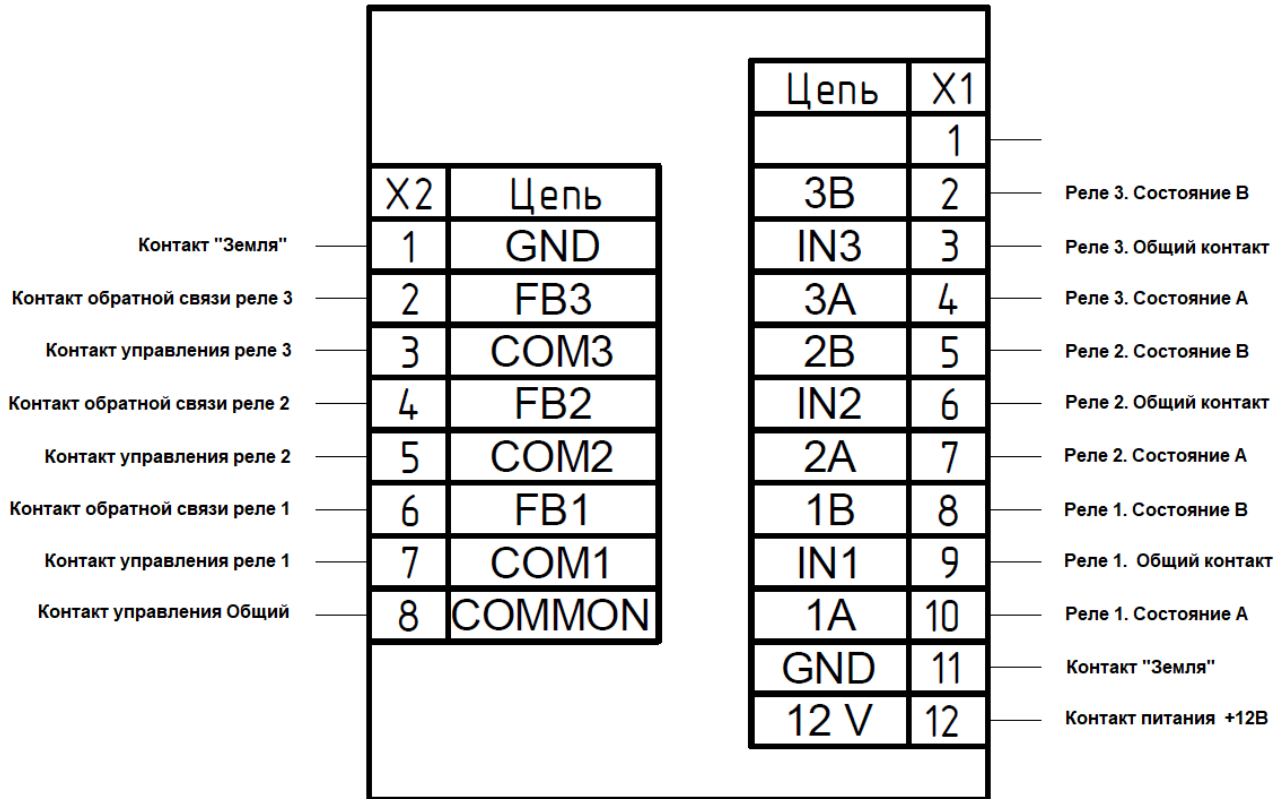 Цепь X1
1
3B 2 Реле 3. Состояние В
IN3 3 Реле 3. Общий контакт
3A 4 Реле 3. Состояние А
2B 5 Реле 2. Состояние В
IN2 6 Реле 2. Общий контакт
2A 7 Реле 2. Состояние А
1B 8 Реле 1. Состояние В
IN1 9 Реле 1. Общий контакт
1A 10 Реле 1. Состояние А
GND 11 Контакт "Земля"
12 V 12 Контакт питания +12В
X2 Цепь
Контакт "Земля" 1 GND
Контакт обратной связи реле 3 2 FB3
Контакт управления реле 3 3 COM3
Контакт обратной связи реле 2 4 FB2
Контакт управления реле 2 5 COM2
Контакт обратной связи реле 1 6 FB1
Контакт управления реле 1 7 COM1
Контакт управления Общий 8 COMMON